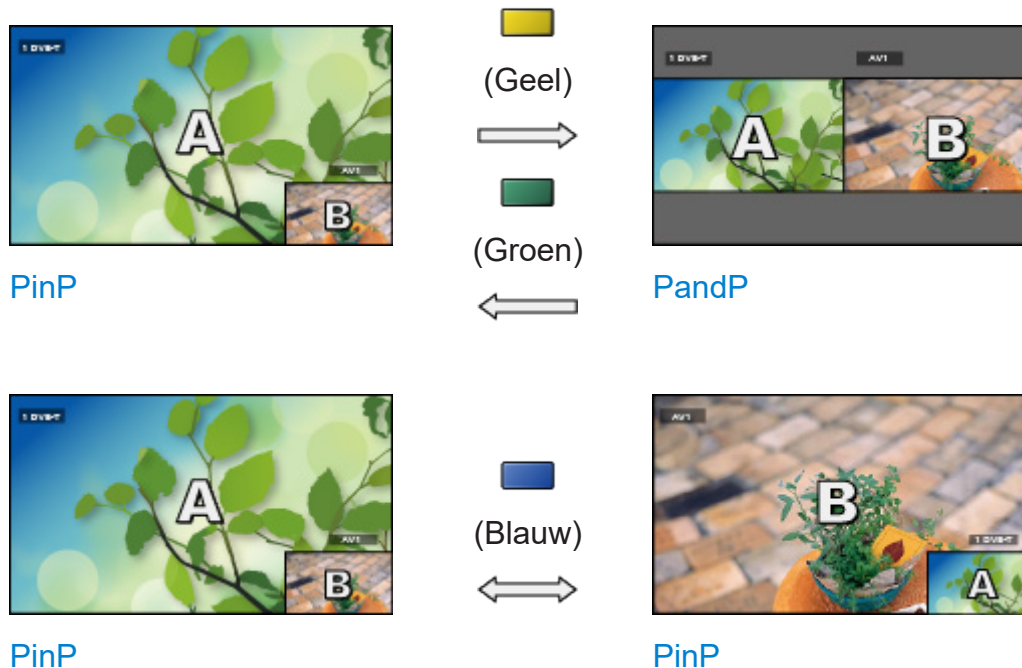 1 DVB-T
A
AV1
B
PinP
(Geel)
(Groen)
1 DVB-T
AV1
A
B
PandP
1 DVB-T
A
AV1
B
PinP
(Blauw)
AV1
B
1 DVB-T
A
PinP